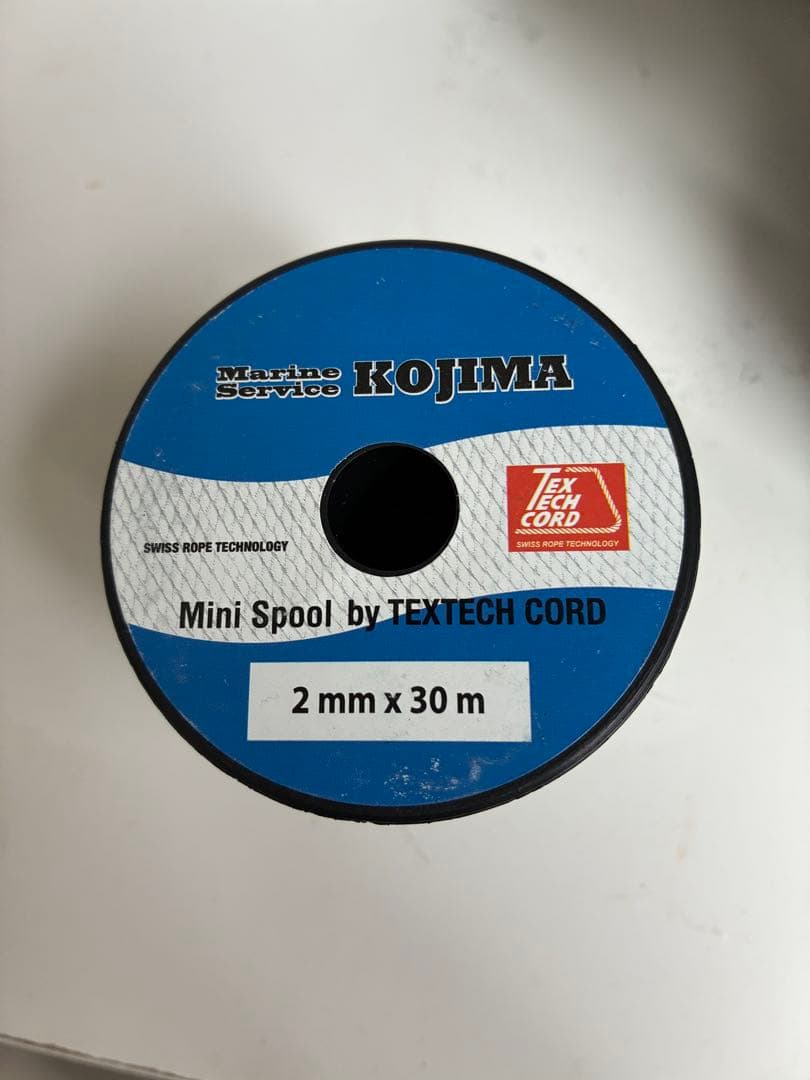 Marine
Service KOJIMA
TEX
TECH
CORD
SWISS ROPE TECHNOLOGY
SWISS ROPE TECHNOLOGY
Mini Spool by TEXTECH CORD
2 mm x 30 m